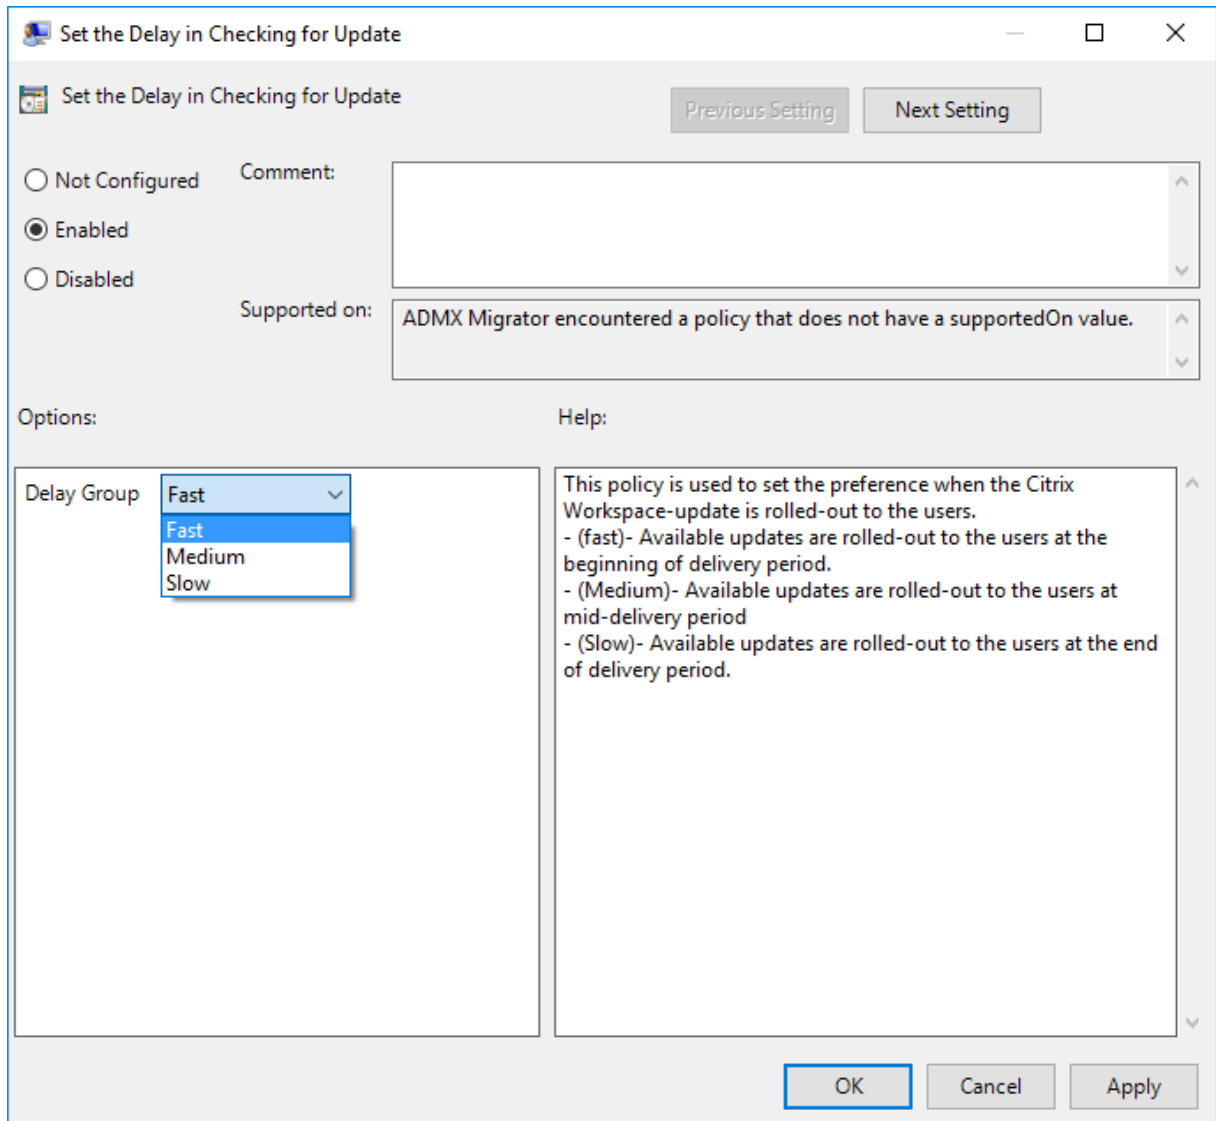 Set the Delay in Checking for Update
Set the Delay in Checking for Update
Previous Setting
Next Setting
Not Configured
Enabled
Disabled
Comment:
Supported on:
ADMX Migrator encountered a policy that does not have a supportedOn value.
Options:
Help:
Delay Group
Fast
Fast
Medium
Slow
This policy is used to set the preference when the Citrix
Workspace-update is rolled-out to the users.
- (fast)- Available updates are rolled-out to the users at the
beginning of delivery period.
- (Medium)- Available updates are rolled-out to the users at
mid-delivery period
- (Slow)- Available updates are rolled-out to the users at the end
of delivery period.
OK
Cancel
Apply